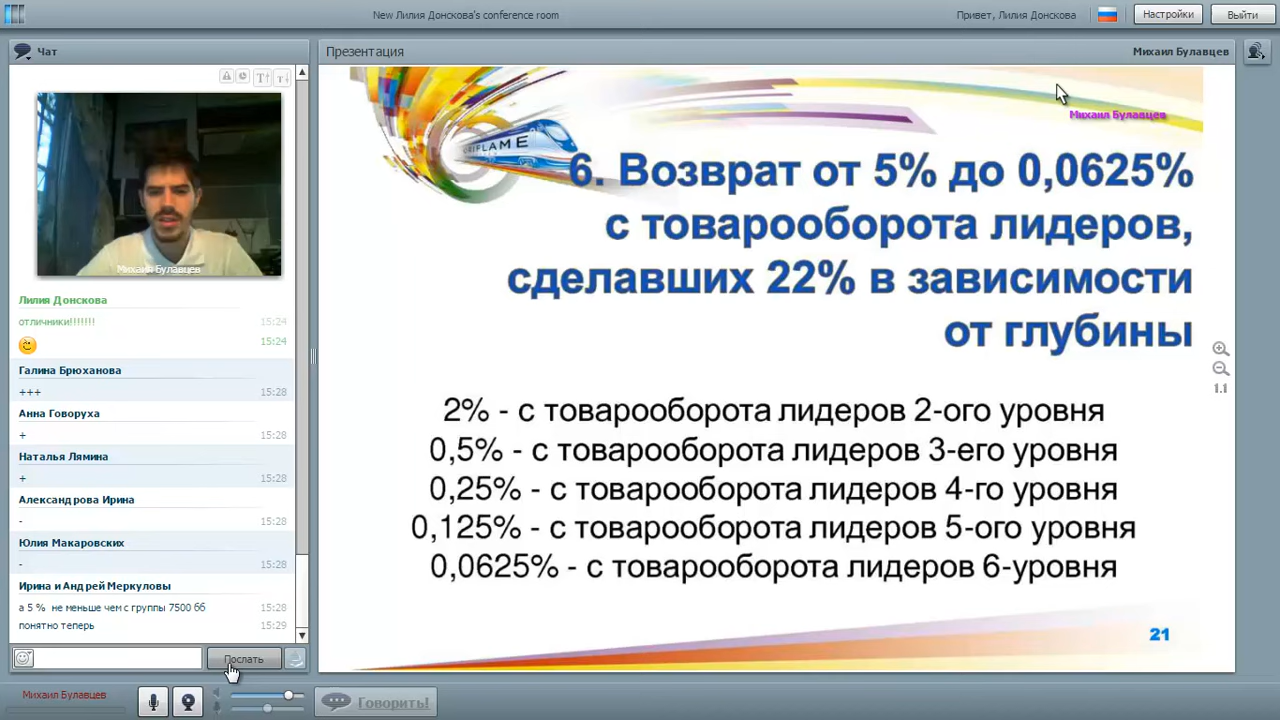 New Лилия Донскова's conference room
Привет, Лилия Донскова
Настройки
Выйти
Чат
Михаил Булавцев
Лилия Донскова
отличники!!!!!!!
15:24
15:24
Галина Брюханова
+++
15:28
Анна Говоруха
+
15:28
Наталья Лямина
+
15:28
Александрова Ирина
-
15:28
Юлия Макаровских
-
15:28
Ирина и Андрей Меркуловы
а 5 % не меньше чем с группы 7500 бб
15:28
понятно теперь
15:29
Послать
Михаил Булавцев
Говорить!
Презентация
Михаил Булавцев
Михаил Булавцев
ORIFLAME
6. Возврат от 5% до 0,0625%
с товарооборота лидеров,
сделавших 22% в зависимости
от глубины
2% - с товарооборота лидеров 2-ого уровня
0,5% - с товарооборота лидеров 3-его уровня
0,25% - с товарооборота лидеров 4-го уровня
0,125% - с товарооборота лидеров 5-ого уровня
0,0625% - с товарооборота лидеров 6-уровня
21
1.1